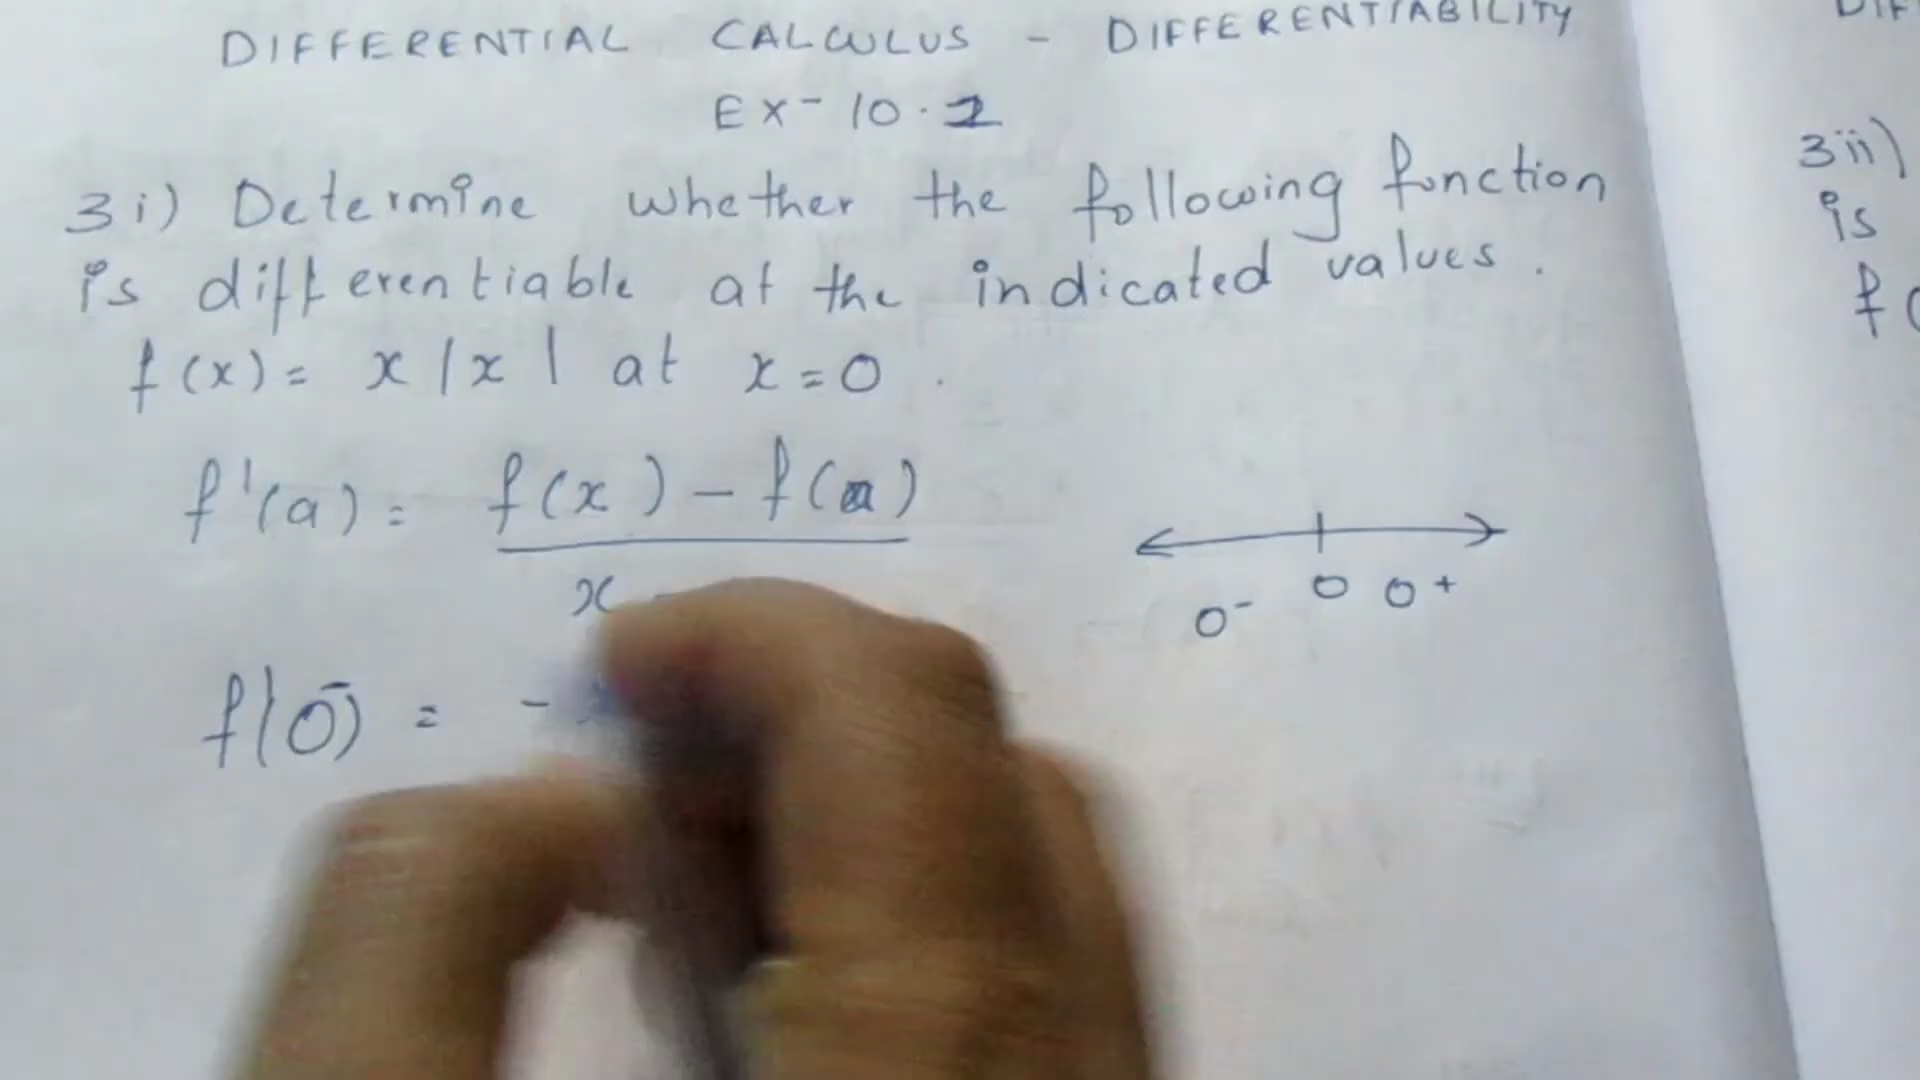 DIFFERENTIAL CALCULUS - DIFFERENTIABILITY
EX- 10.2
3i) Determine whether the following function
is differentiable at the indicated values.
f(x) = x|x| at x=0.
f'(a) = f(x) - f(a)
x -
0⁻ 0 0⁺
f'(0⁻) = -
DIF
3ii)
is
f(